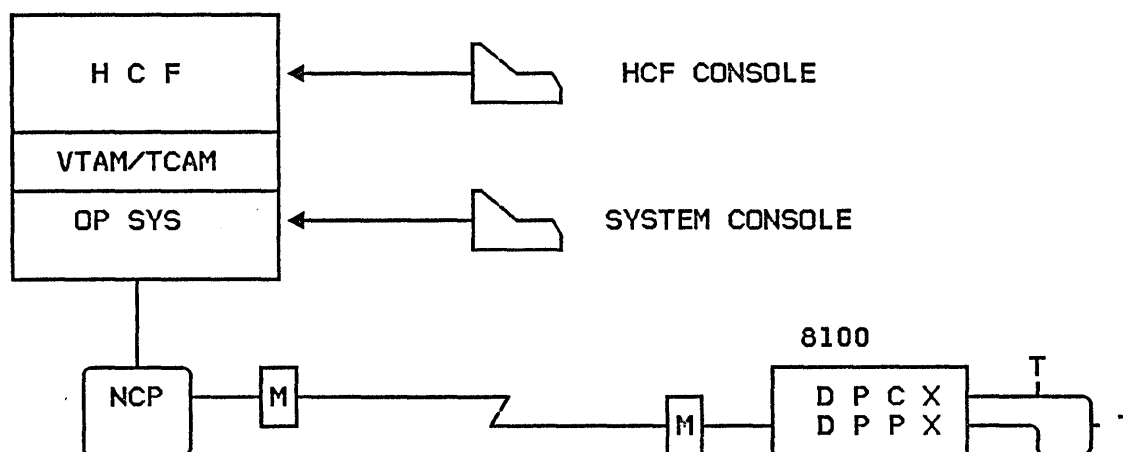 H C F
HCF CONSOLE
VTAM/TCAM
OP SYS
SYSTEM CONSOLE
8100
T
NCP
M
M
D P C X
D P P X